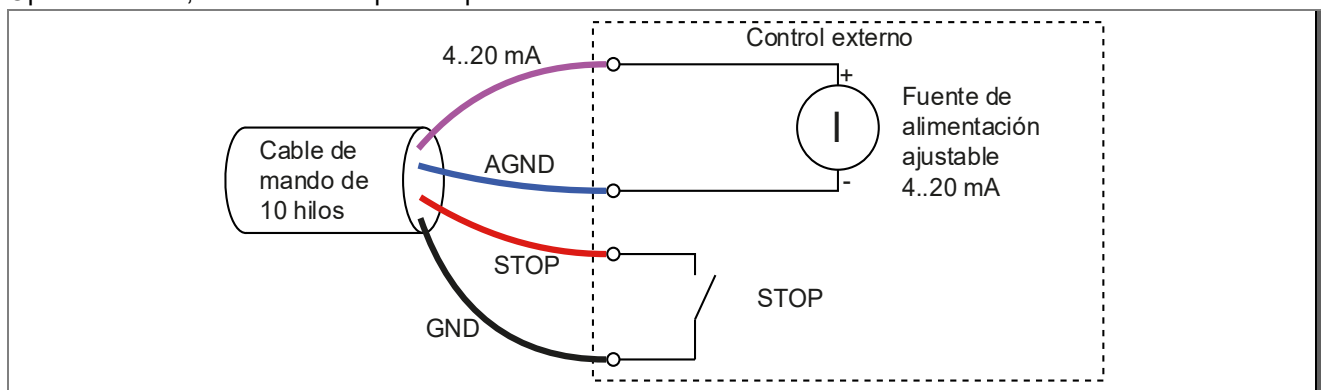 Control externo
4..20 mA
+
Fuente de
alimentación
ajustable
4..20 mA
I
-
Cable de
mando de
10 hilos
AGND
STOP
STOP
GND